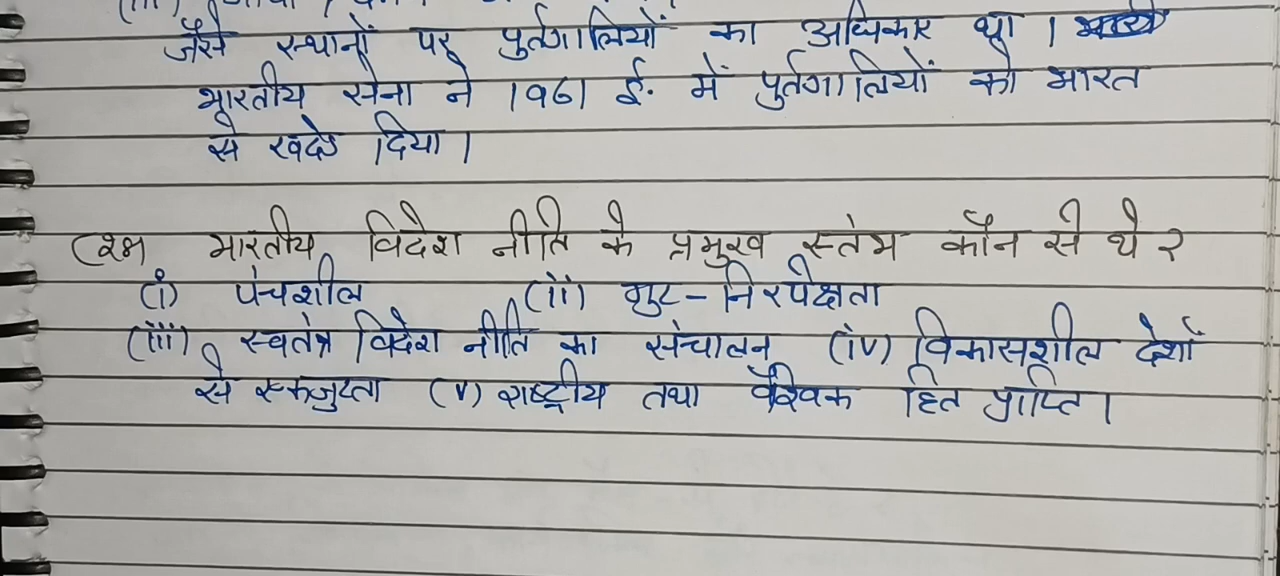 जैसे स्थानों पर पुर्तगालियों का अधिकार था ।
भारतीय सेना ने 1961 ई. में पुर्तगालियों को भारत
से खदेड़ दिया ।
भारतीय विदेश नीति के प्रमुख स्तंभ कौन से थे ?
(i) पंचशील (ii) गुट-निरपेक्षता
(iii) स्वतंत्र विदेश नीति का संचालन (iv) विकासशील देशों
से एकजुटता (v) राष्ट्रीय तथा वैश्विक हित प्राप्ति ।